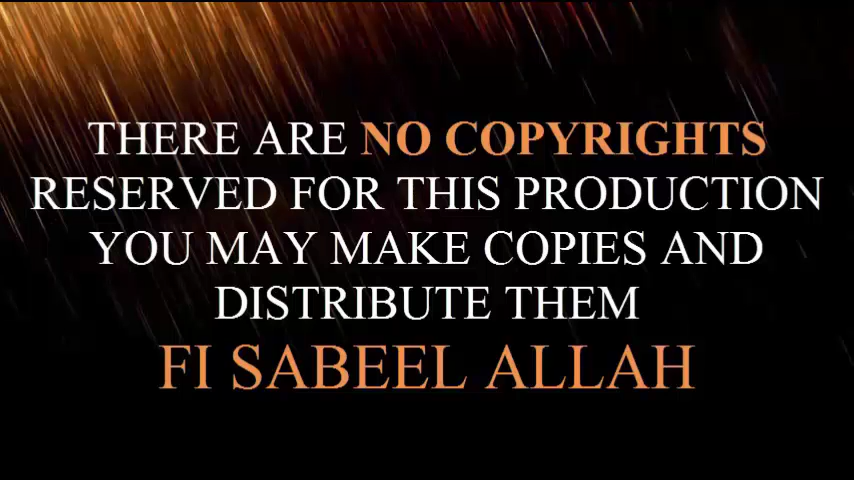 THERE ARE NO COPYRIGHTS
RESERVED FOR THIS PRODUCTION
YOU MAY MAKE COPIES AND
DISTRIBUTE THEM
FI SABEEL ALLAH